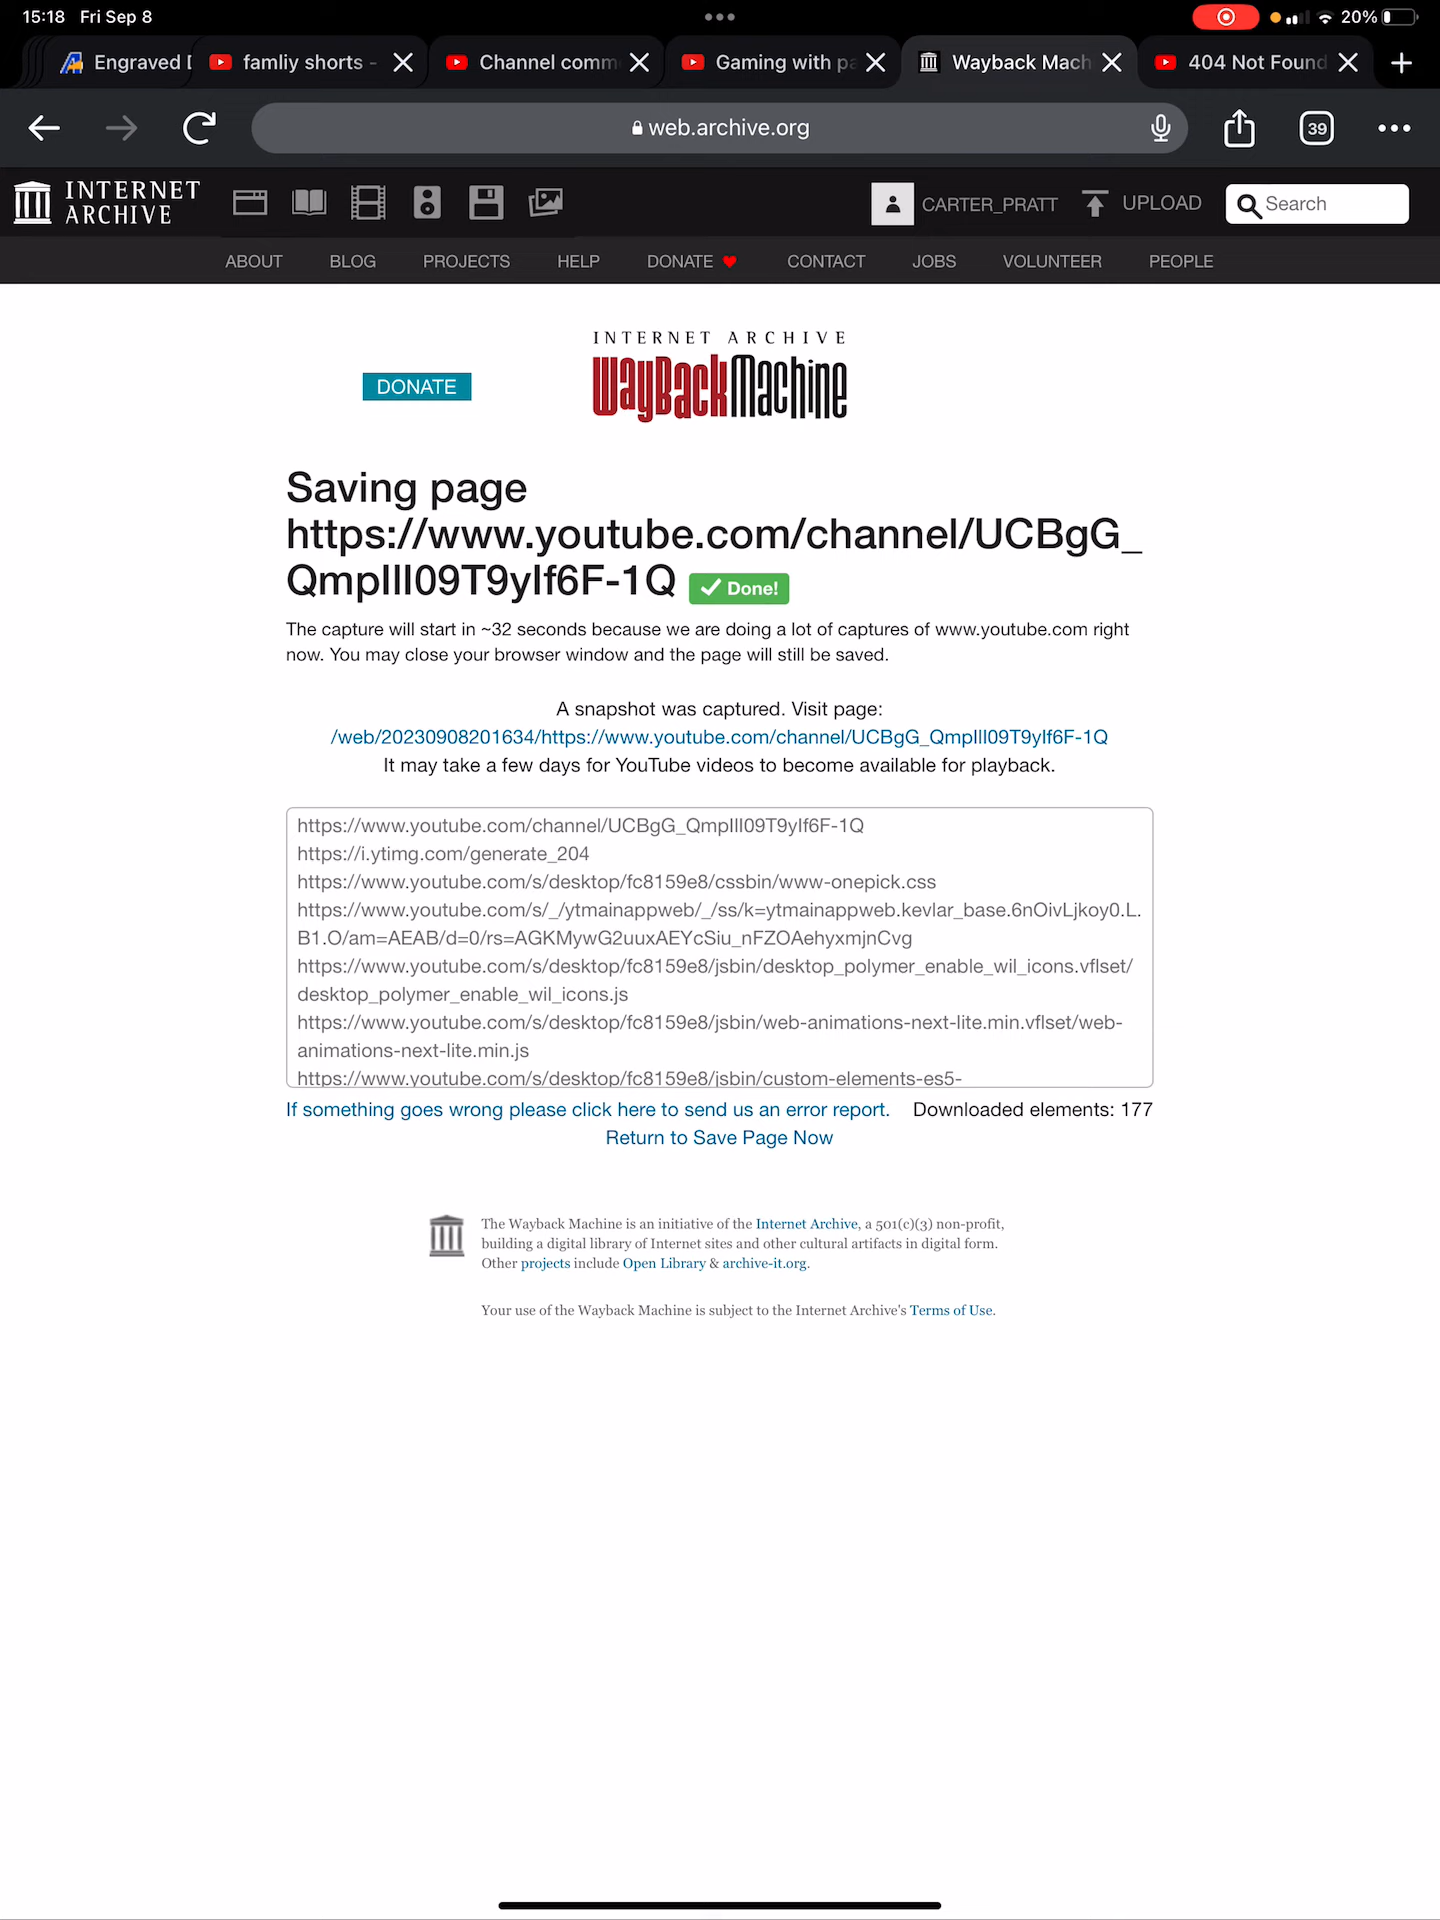 15:18 Fri Sep 8
20%
Engraved
famliy shorts -
Channel comm
Gaming with pa
Wayback Mach
404 Not Found
web.archive.org
39
INTERNET ARCHIVE
CARTER_PRATT
UPLOAD
Search
ABOUT BLOG PROJECTS HELP DONATE CONTACT JOBS VOLUNTEER PEOPLE
DONATE
INTERNET ARCHIVE
WayBackMachine
Saving page
https://www.youtube.com/channel/UCBgG_
QmpIII09T9yIf6F-1Q Done!
The capture will start in ~32 seconds because we are doing a lot of captures of www.youtube.com right
now. You may close your browser window and the page will still be saved.
A snapshot was captured. Visit page:
/web/20230908201634/https://www.youtube.com/channel/UCBgG_QmpIII09T9yIf6F-1Q
It may take a few days for YouTube videos to become available for playback.
https://www.youtube.com/channel/UCBgG_QmpIII09T9yIf6F-1Q
https://i.ytimg.com/generate_204
https://www.youtube.com/s/desktop/fc8159e8/cssbin/www-onepick.css
https://www.youtube.com/s/_/ytmainappweb/_/ss/k=ytmainappweb.kevlar_base.6nOivLjkoy0.L.
B1.O/am=AEAB/d=0/rs=AGKMywG2uuxAEYcSiu_nFZOAehyxmjnCvg
https://www.youtube.com/s/desktop/fc8159e8/jsbin/desktop_polymer_enable_wil_icons.vflset/
desktop_polymer_enable_wil_icons.js
https://www.youtube.com/s/desktop/fc8159e8/jsbin/web-animations-next-lite.min.vflset/web-
animations-next-lite.min.js
https://www.youtube.com/s/desktop/fc8159e8/jsbin/custom-elements-es5-
If something goes wrong please click here to send us an error report. Downloaded elements: 177
Return to Save Page Now
The Wayback Machine is an initiative of the Internet Archive, a 501(c)(3) non-profit,
building a digital library of Internet sites and other cultural artifacts in digital form.
Other projects include Open Library & archive-it.org.
Your use of the Wayback Machine is subject to the Internet Archive's Terms of Use.